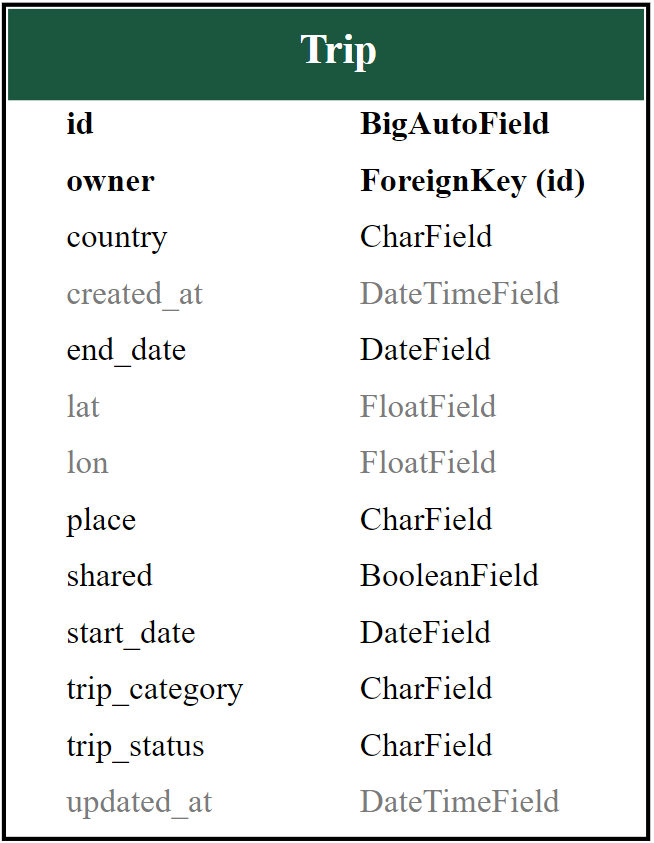 Trip
id BigAutoField
owner ForeignKey (id)
country CharField
created_at DateTimeField
end_date DateField
lat FloatField
lon FloatField
place CharField
shared BooleanField
start_date DateField
trip_category CharField
trip_status CharField
updated_at DateTimeField